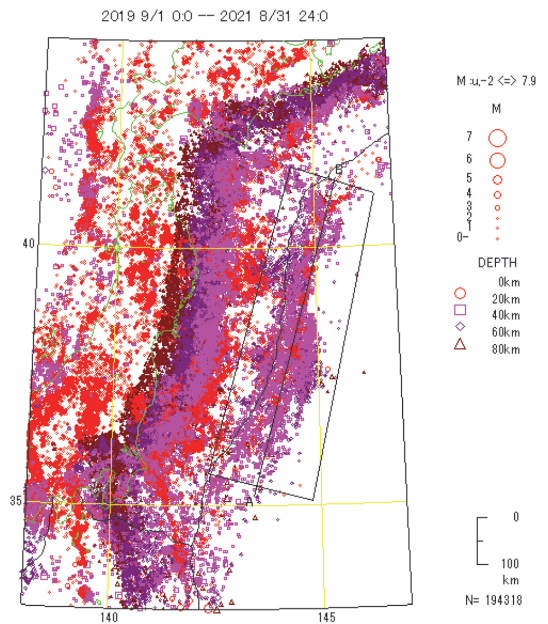 2019 9/1 0:0 -- 2021 8/31 24:0
M :u,-2 <=> 7.9
M
7
6
5
4
3
2
1
0-
DEPTH
0km
20km
40km
60km
80km
40
35
B
A
0
100
km
N= 194318
140
145